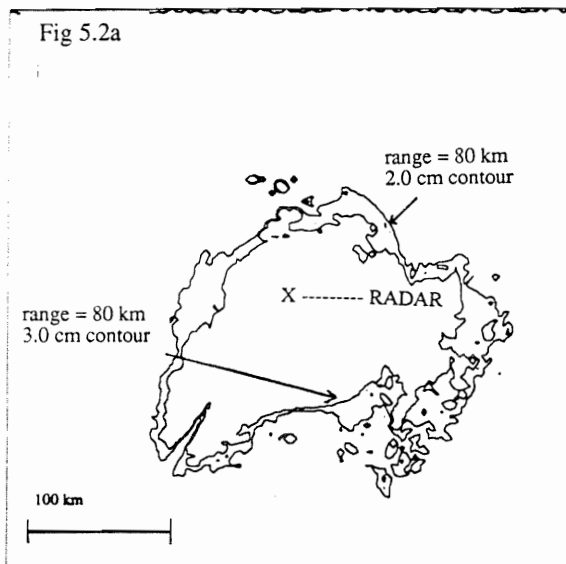 Fig 5.2a
range = 80 km
2.0 cm contour
X ------- RADAR
range = 80 km
3.0 cm contour
100 km